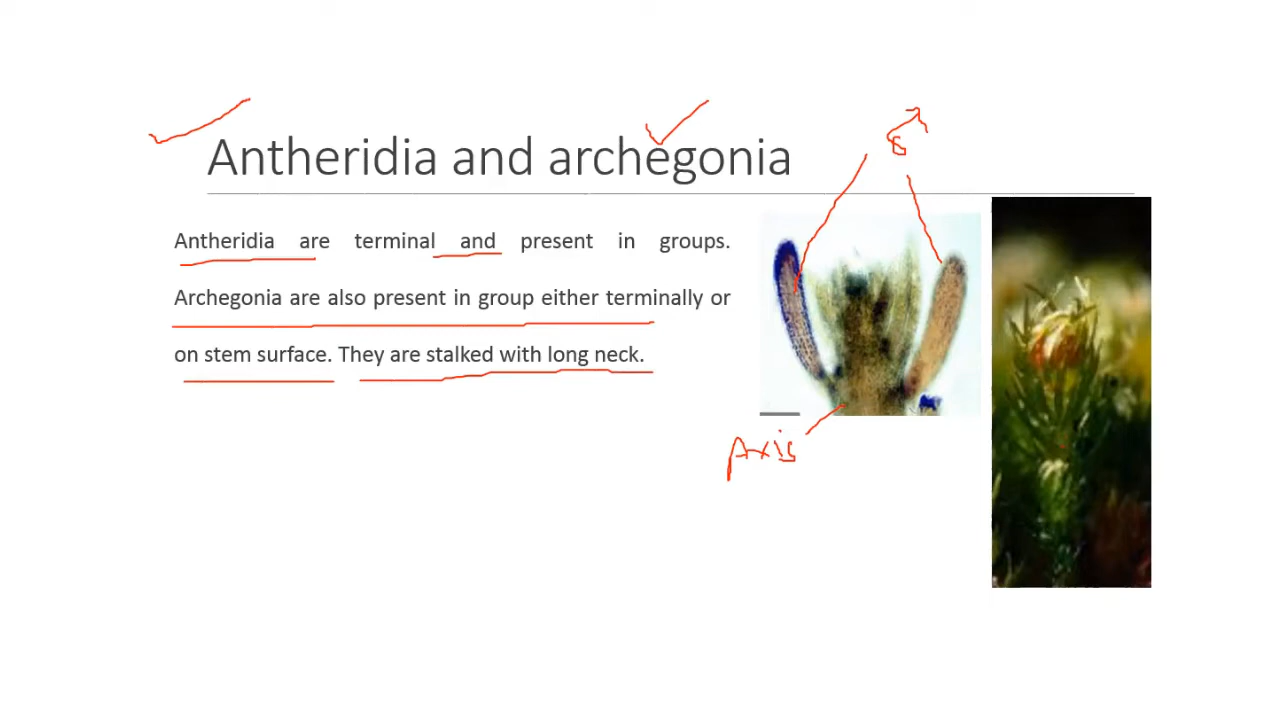 Antheridia and archegonia
Antheridia are terminal and present in groups.
Archegonia are also present in group either terminally or
on stem surface. They are stalked with long neck.
Axis